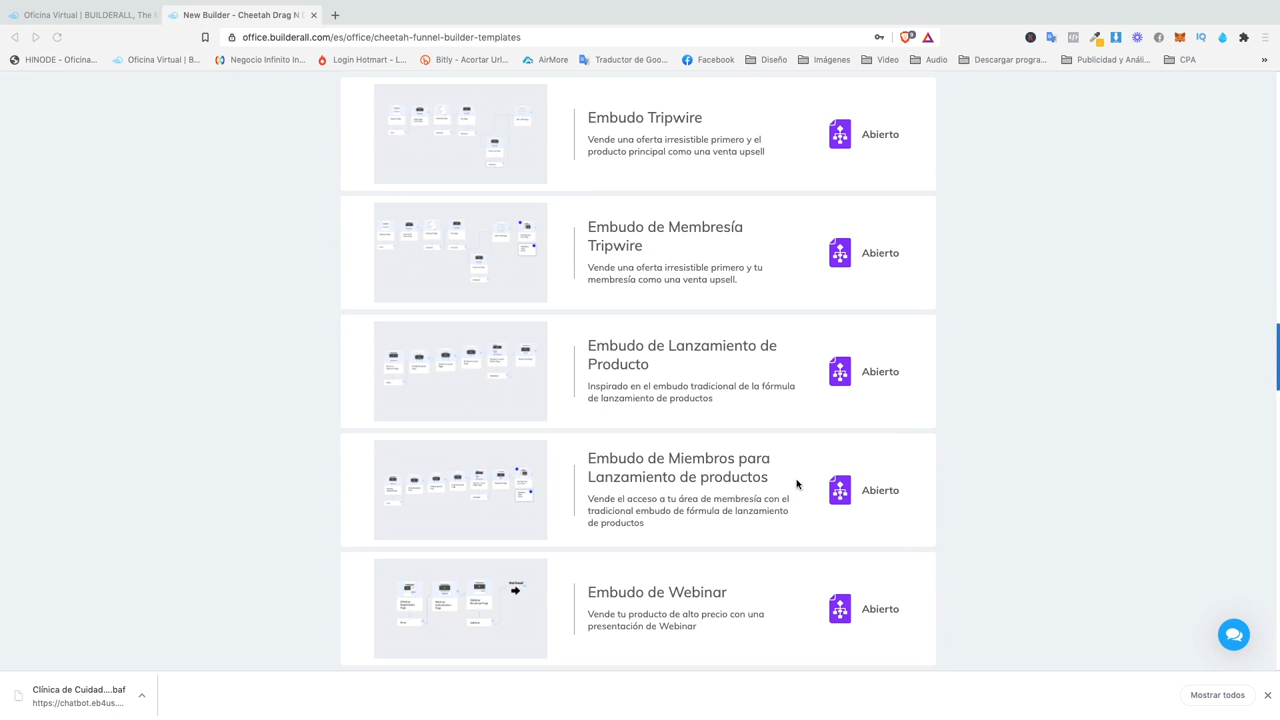 Oficina Virtual | BUILDERALL, The
New Builder - Cheetah Drag N
office.builderall.com/es/office/cheetah-funnel-builder-templates
HINODE - Oficina...
Oficina Virtual | B...
Negocio Infinito In...
Login Hotmart - L...
Bitly - Acortar Url...
AirMore
Traductor de Goo...
Facebook
Diseño
Imágenes
Video
Audio
Descargar progra...
Publicidad y Análi...
CPA
»
Embudo Tripwire
Vende una oferta irresistible primero y el
producto principal como una venta upsell
Abierto
Embudo de Membresía
Tripwire
Vende una oferta irresistible primero y tu
membresía como una venta upsell.
Abierto
Embudo de Lanzamiento de
Producto
Inspirado en el embudo tradicional de la fórmula
de lanzamiento de productos
Abierto
Embudo de Miembros para
Lanzamiento de productos
Vende el acceso a tu área de membresía con el
tradicional embudo de fórmula de lanzamiento
de productos
Abierto
Embudo de Webinar
Vende tu producto de alto precio con una
presentación de Webinar
Abierto
Clínica de Cuidad....baf
https://chatbot.eb4us....
Mostrar todos